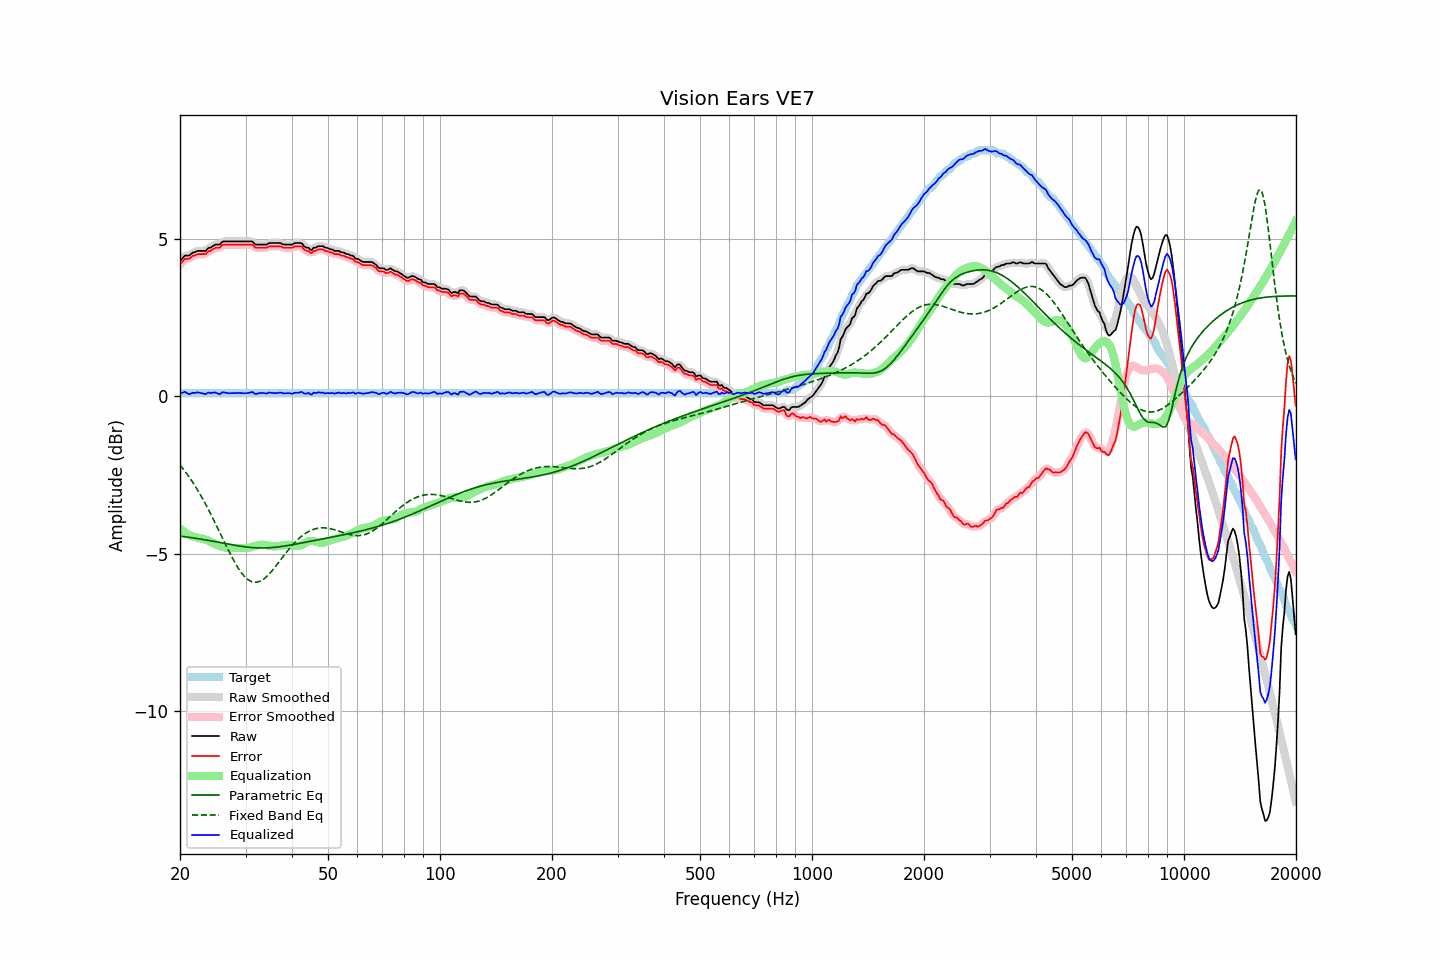 Vision Ears VE7
Amplitude (dBr)
5
0
−5
−10
Target
Raw Smoothed
Error Smoothed
Raw
Error
Equalization
Parametric Eq
Fixed Band Eq
Equalized
20 50 100 200 500 1000 2000 5000 10000 20000
Frequency (Hz)